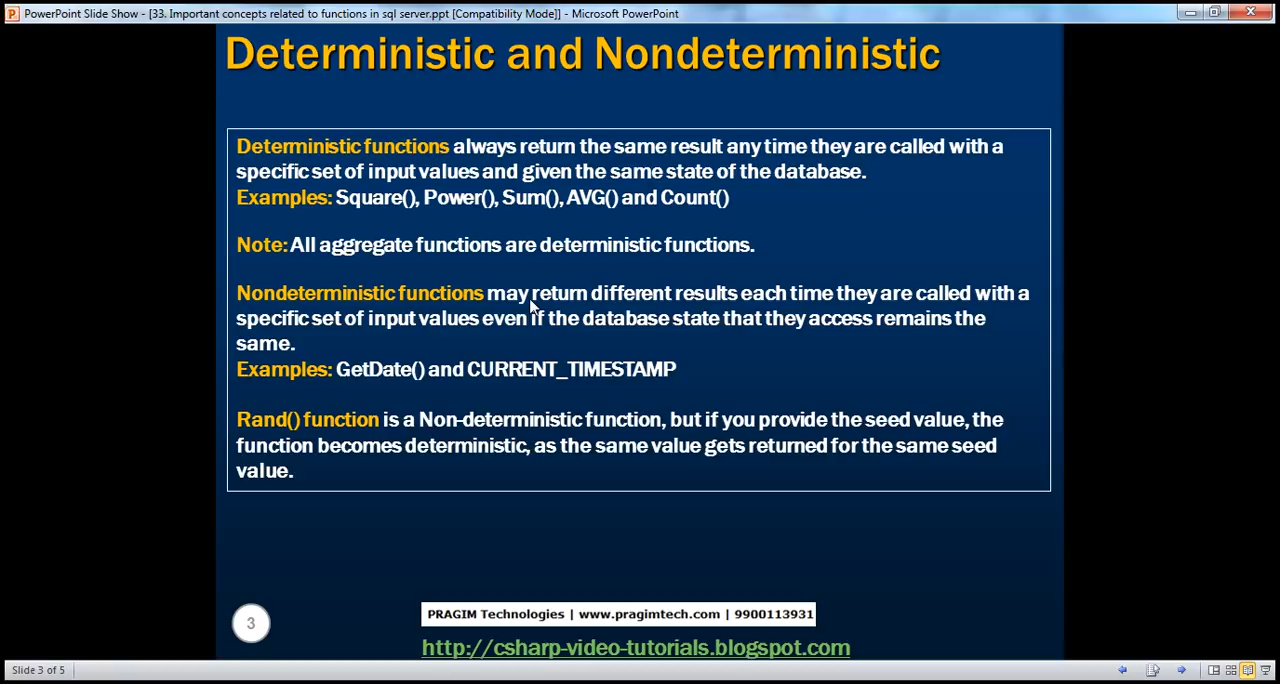 PowerPoint Slide Show - [33. Important concepts related to functions in sql server.ppt [Compatibility Mode]] - Microsoft PowerPoint
Deterministic and Nondeterministic
Deterministic functions always return the same result any time they are called with a
specific set of input values and given the same state of the database.
Examples: Square(), Power(), Sum(), AVG() and Count()
Note: All aggregate functions are deterministic functions.
Nondeterministic functions may return different results each time they are called with a
specific set of input values even if the database state that they access remains the
same.
Examples: GetDate() and CURRENT_TIMESTAMP
Rand() function is a Non-deterministic function, but if you provide the seed value, the
function becomes deterministic, as the same value gets returned for the same seed
value.
3
PRAGIM Technologies | www.pragimtech.com | 9900113931
http://csharp-video-tutorials.blogspot.com
Slide 3 of 5